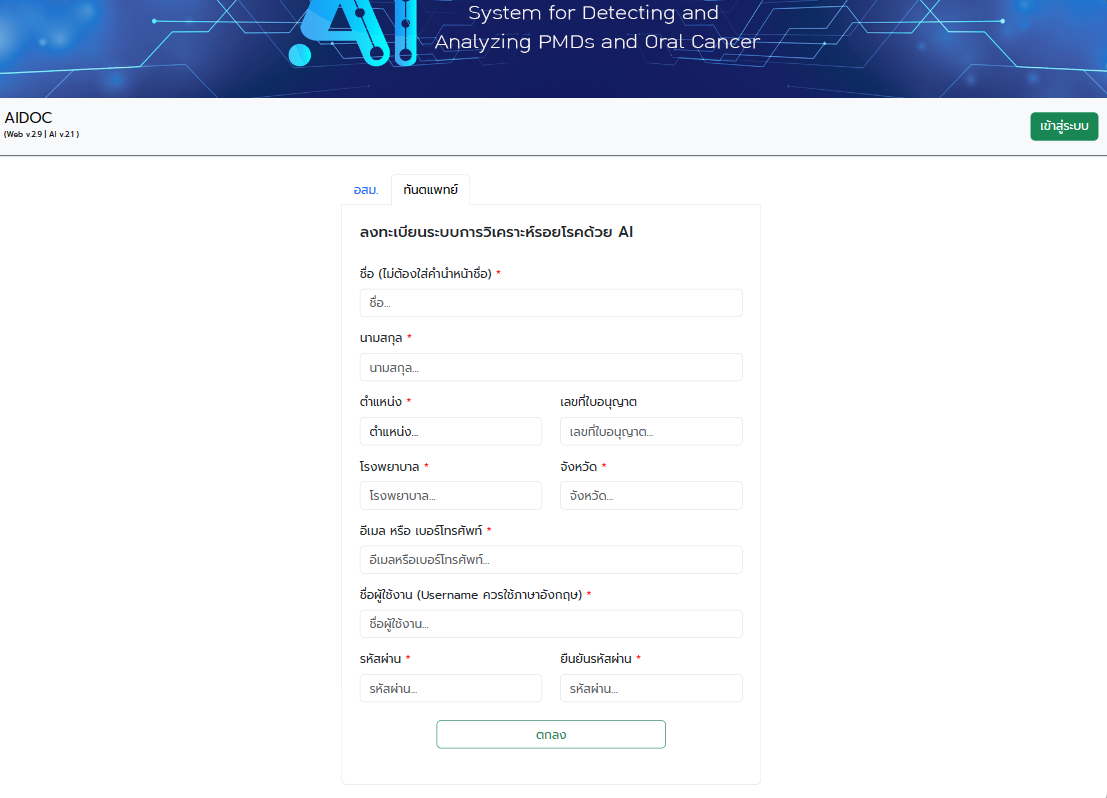 AI
System for Detecting and
Analyzing PMDs and Oral Cancer
AIDOC
(Web v.2.9 | AI v.2.1 )
เข้าสู่ระบบ
อสม. ทันตแพทย์
ลงทะเบียนระบบการวิเคราะห์รอยโรคด้วย AI
ชื่อ (ไม่ต้องใส่คำนำหน้าชื่อ) *
ชื่อ...
นามสกุล *
นามสกุล...
ตำแหน่ง * เลขที่ใบอนุญาต
ตำแหน่ง... เลขที่ใบอนุญาต...
โรงพยาบาล * จังหวัด *
โรงพยาบาล... จังหวัด...
อีเมล หรือ เบอร์โทรศัพท์ *
อีเมลหรือเบอร์โทรศัพท์...
ชื่อผู้ใช้งาน (Username ควรใช้ภาษาอังกฤษ) *
ชื่อผู้ใช้งาน...
รหัสผ่าน * ยืนยันรหัสผ่าน *
รหัสผ่าน... รหัสผ่าน...
ตกลง